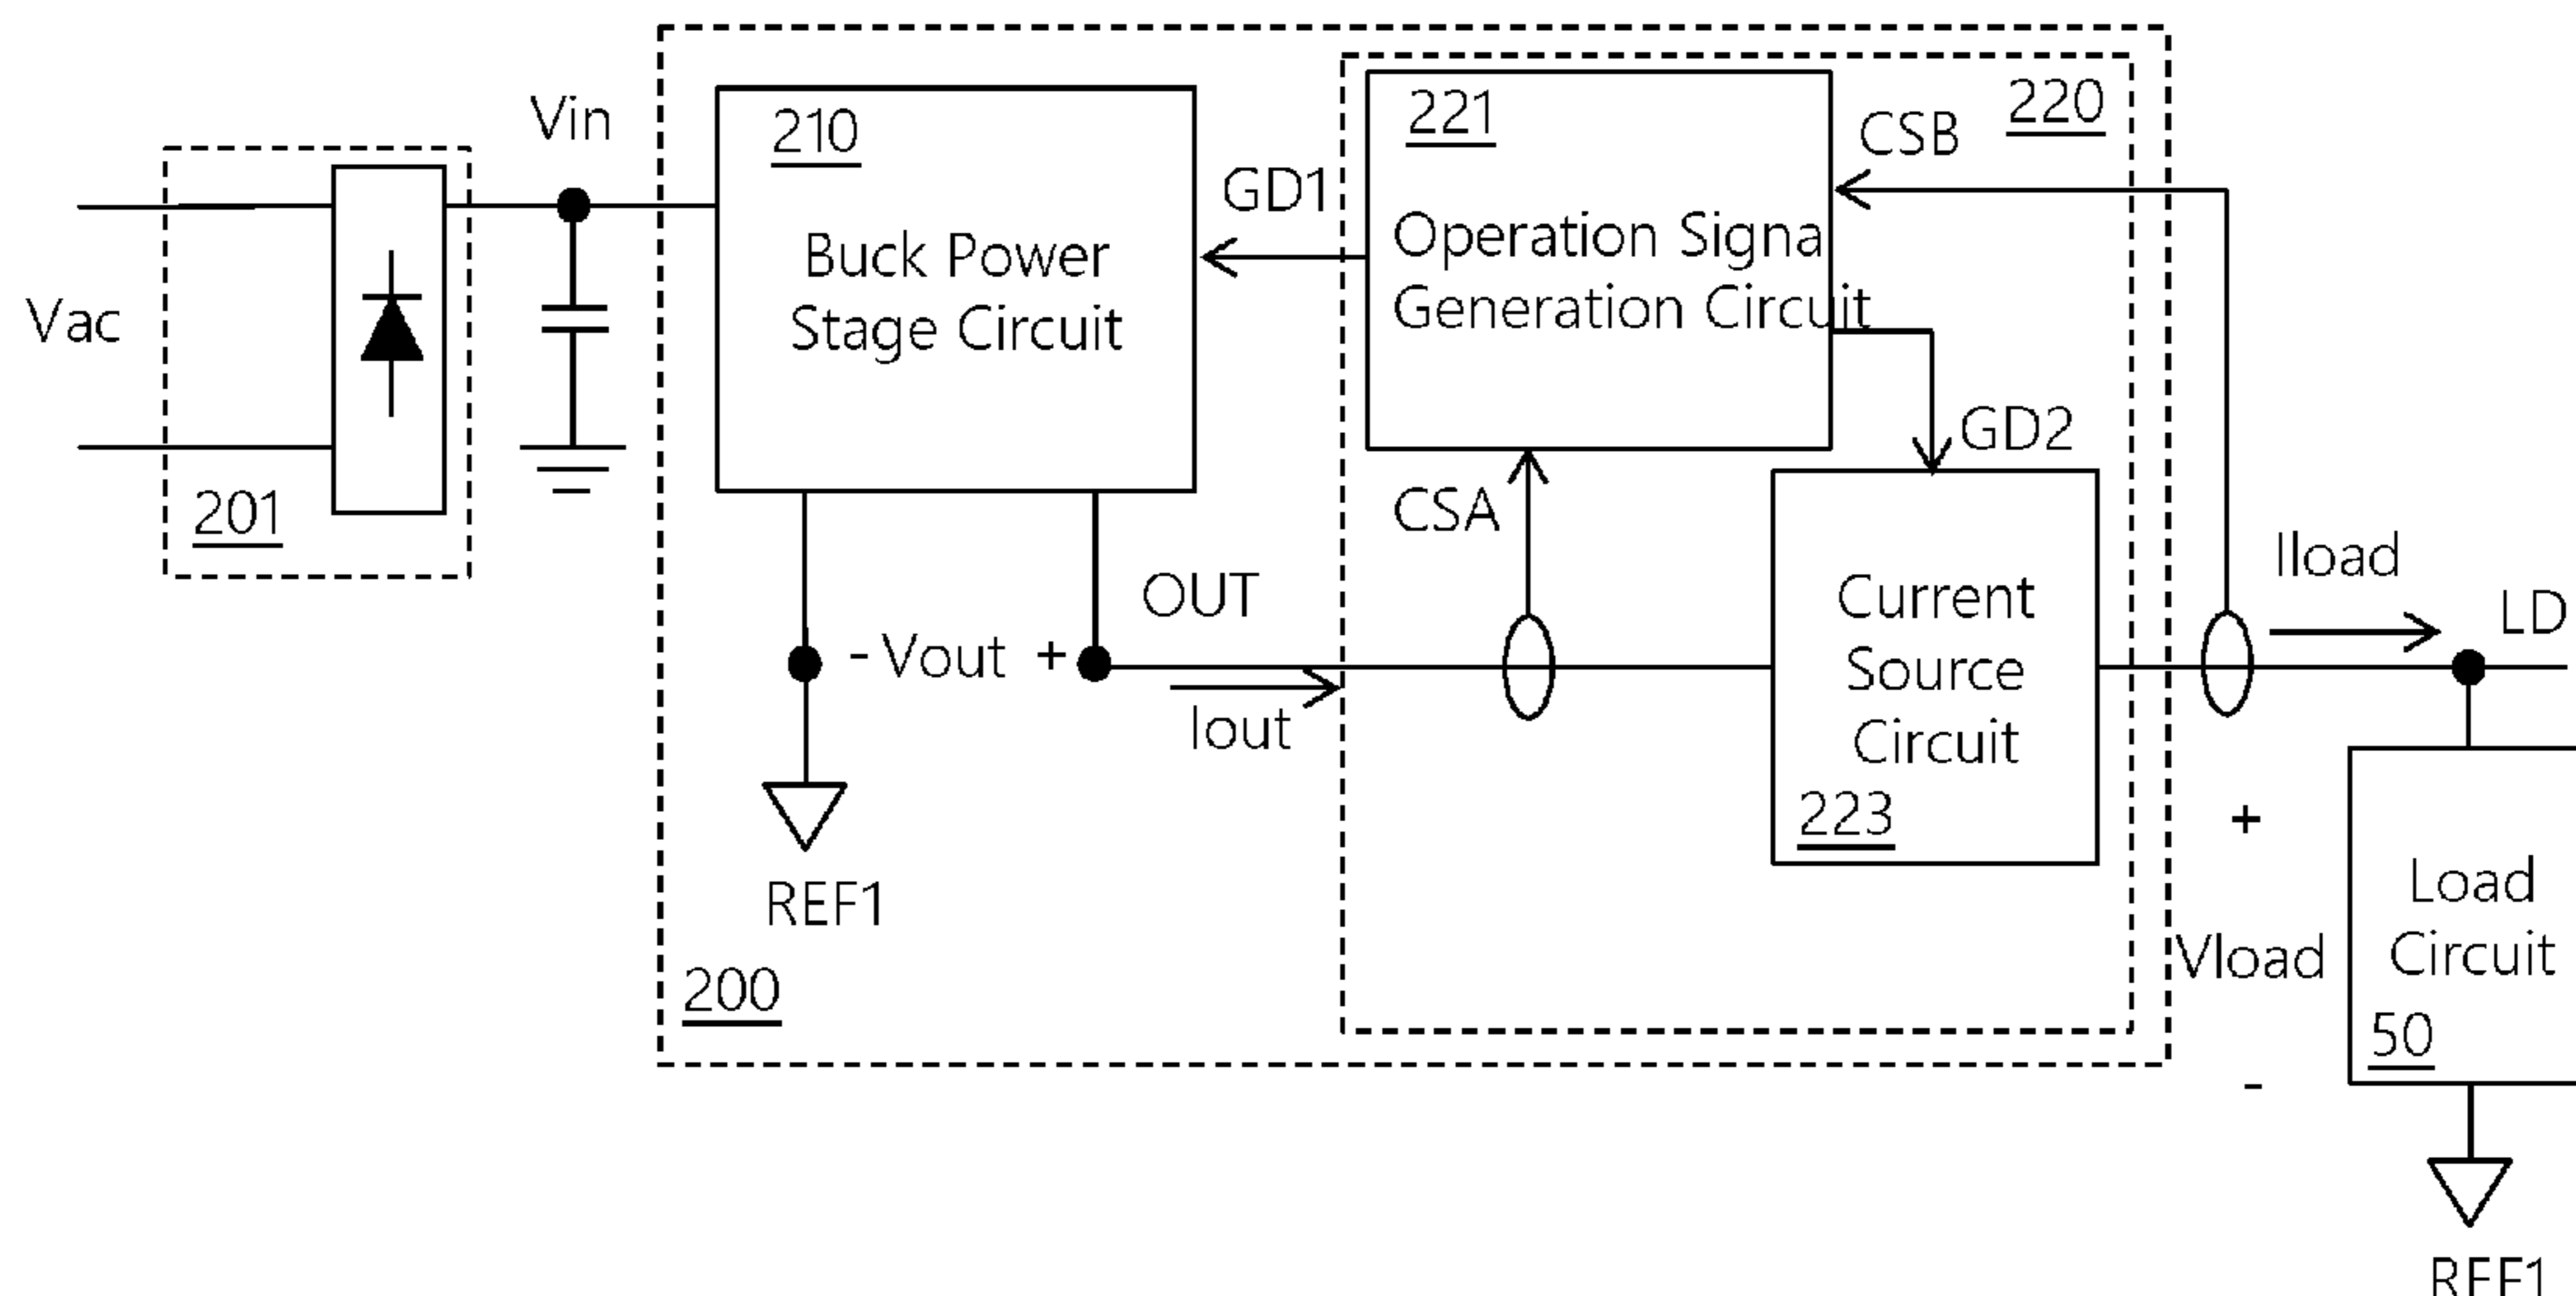 Vac
201
Vin
210
Buck Power
Stage Circuit
GD1
221
Operation Signa
Generation Circuit
220
CSB
GD2
CSA
OUT
- Vout +
Iout
REF1
200
Current
Source
Circuit
223
Iload
LD
+
Vload
-
Load
Circuit
50
REF1